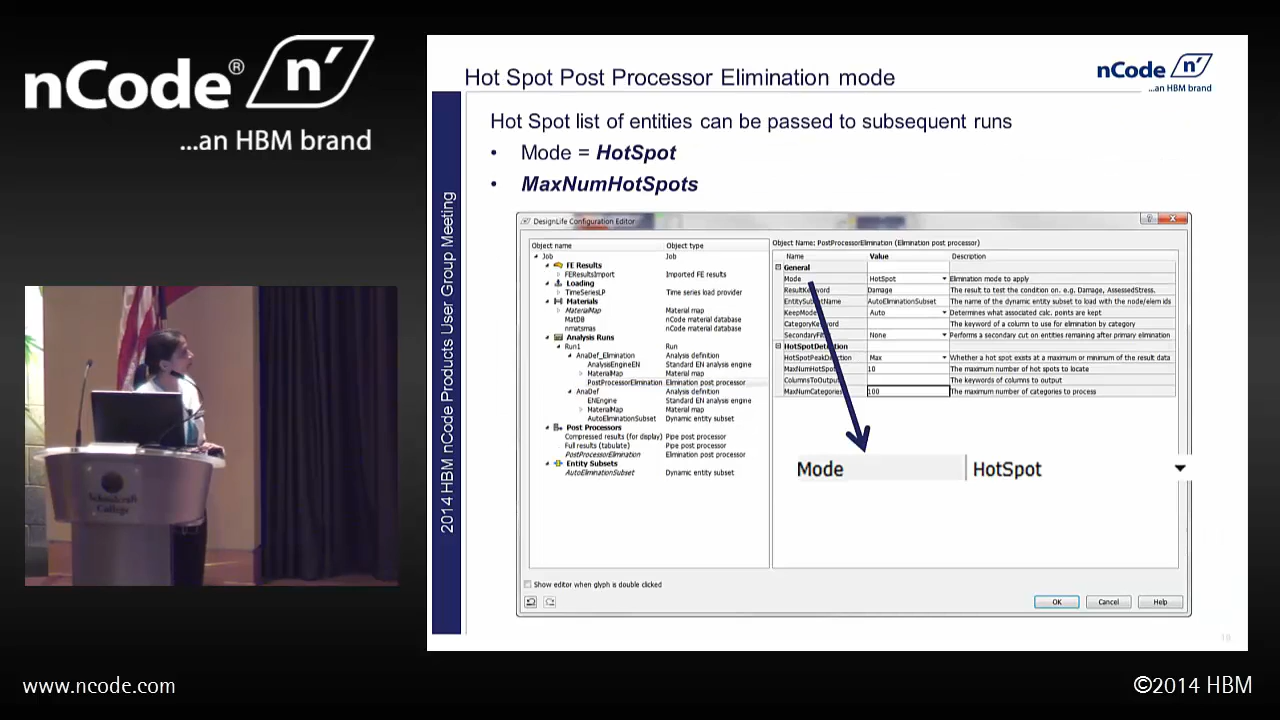 nCode® n'
...an HBM brand
Hot Spot Post Processor Elimination mode
nCode n'
...an HBM brand
2014 HBM nCode Products User Group Meeting
Hot Spot list of entities can be passed to subsequent runs
• Mode = HotSpot
• MaxNumHotSpots
DesignLife Configuration Editor
Object name Object type
Job Job
FE Results
FEResultsImport Imported FE results
Loading
TimeSeriesLP Time series load provider
Materials
MaterialMap Material map
MatDB nCode material database
nmatsmas nCode material database
Analysis Runs
Run1 Run
AnaDef_Elimination Analysis definition
AnalysisEngineEN Standard EN analysis engine
MaterialMap Material map
PostProcessorElimination Elimination post processor
AnaDef Analysis definition
ENEngine Standard EN analysis engine
MaterialMap Material map
AutoEliminationSubset Dynamic entity subset
Post Processors
Compressed results (for display) Pipe post processor
Full results (tabulate) Pipe post processor
PostProcessorElimination Elimination post processor
Entity Subsets
AutoEliminationSubset Dynamic entity subset
Object Name: PostProcessorElimination (Elimination post processor)
Name Value Description
General
Mode HotSpot Elimination mode to apply
Damage The result to test the condition on. e.g. Damage, AssessedStress.
EntitySubsetName AutoEliminationSubset The name of the dynamic entity subset to load with the node/elem ids
KeepMode Auto Determines what associated calc. points are kept
CategoryKeyword The keyword of a column to use for elimination by category
None Performs a secondary cut on entities remaining after primary elimination
HotSpotDetection
HotSpotPeakDetection Max Whether a hot spot exists at a maximum or minimum of the result data
MaxNumHotSpots 10 The maximum number of hot spots to locate
ColumnsToOutput The keywords of columns to output
MaxNumCategories 100 The maximum number of categories to process
Mode HotSpot
Show editor when glyph is double clicked
OK Cancel Help
18
Schoolcraft
College
www.ncode.com
©2014 HBM